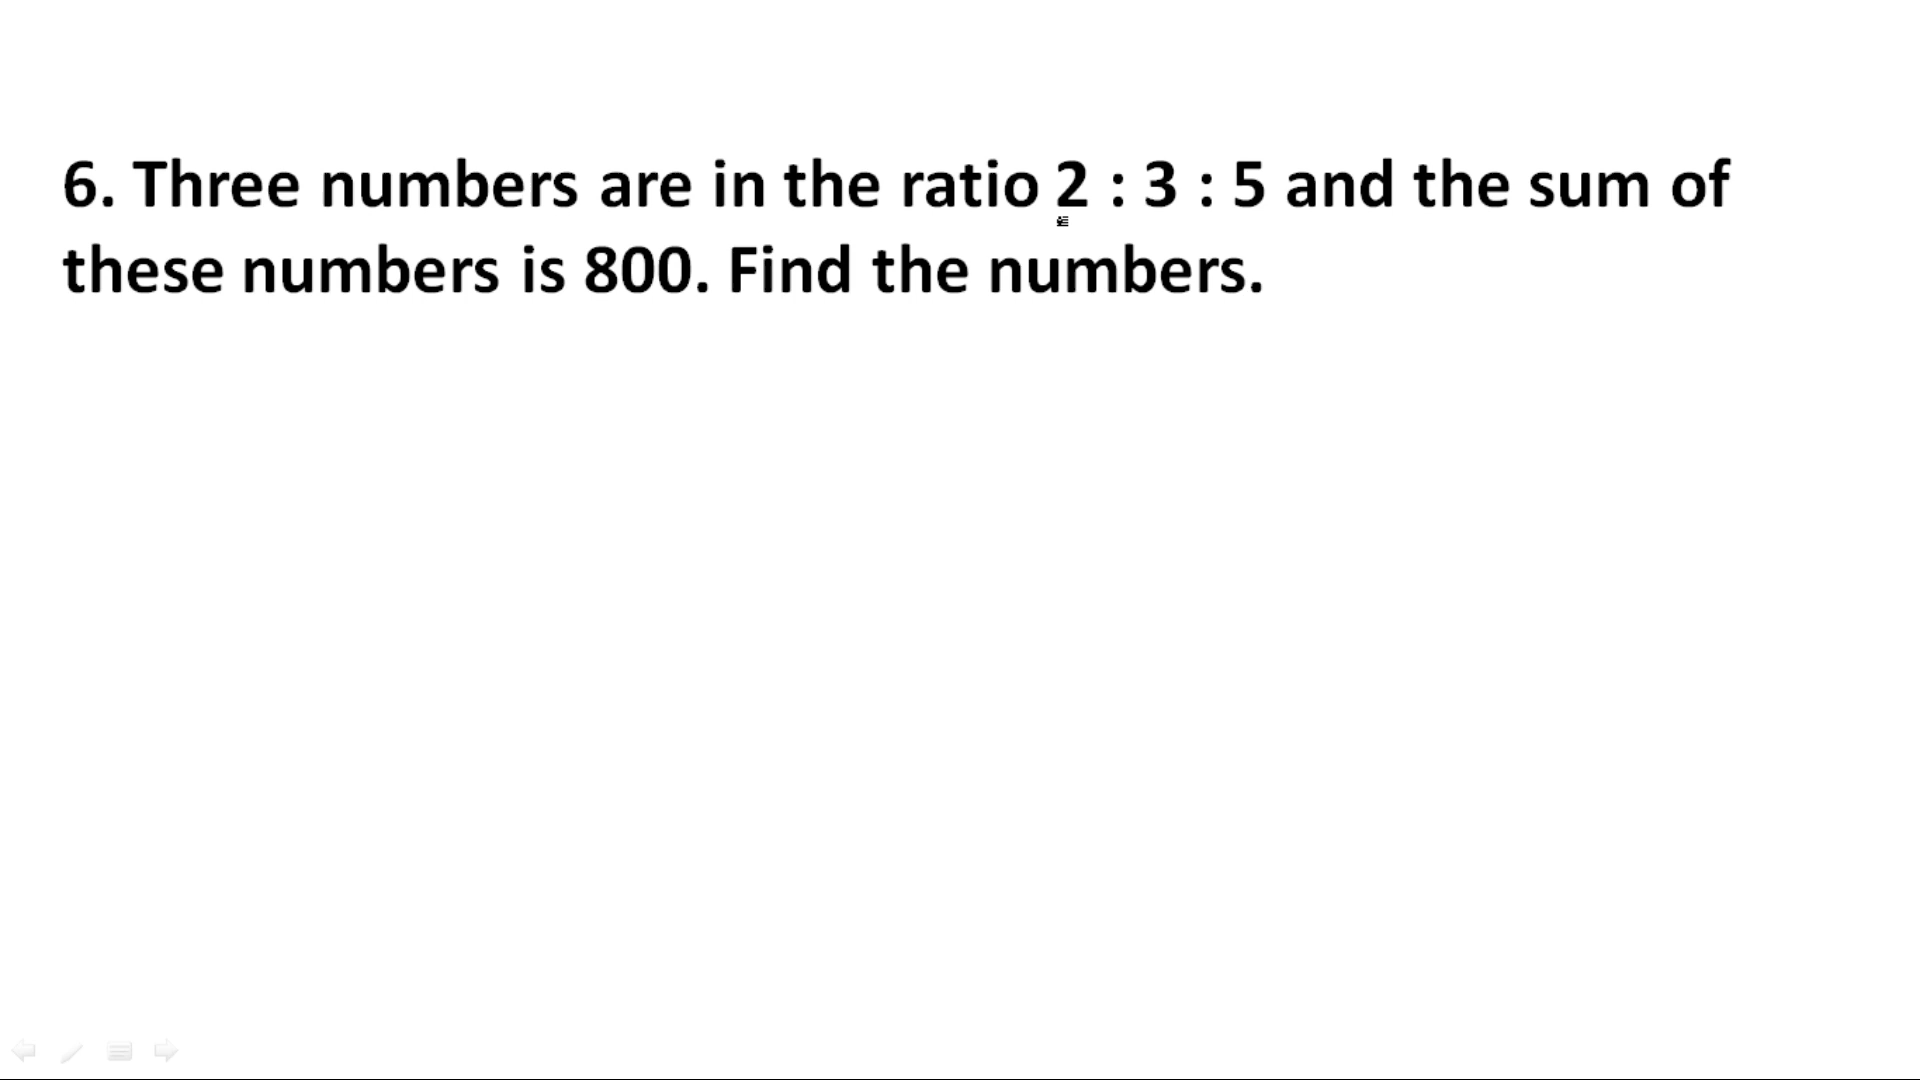 6. Three numbers are in the ratio 2 : 3 : 5 and the sum of
these numbers is 800. Find the numbers.